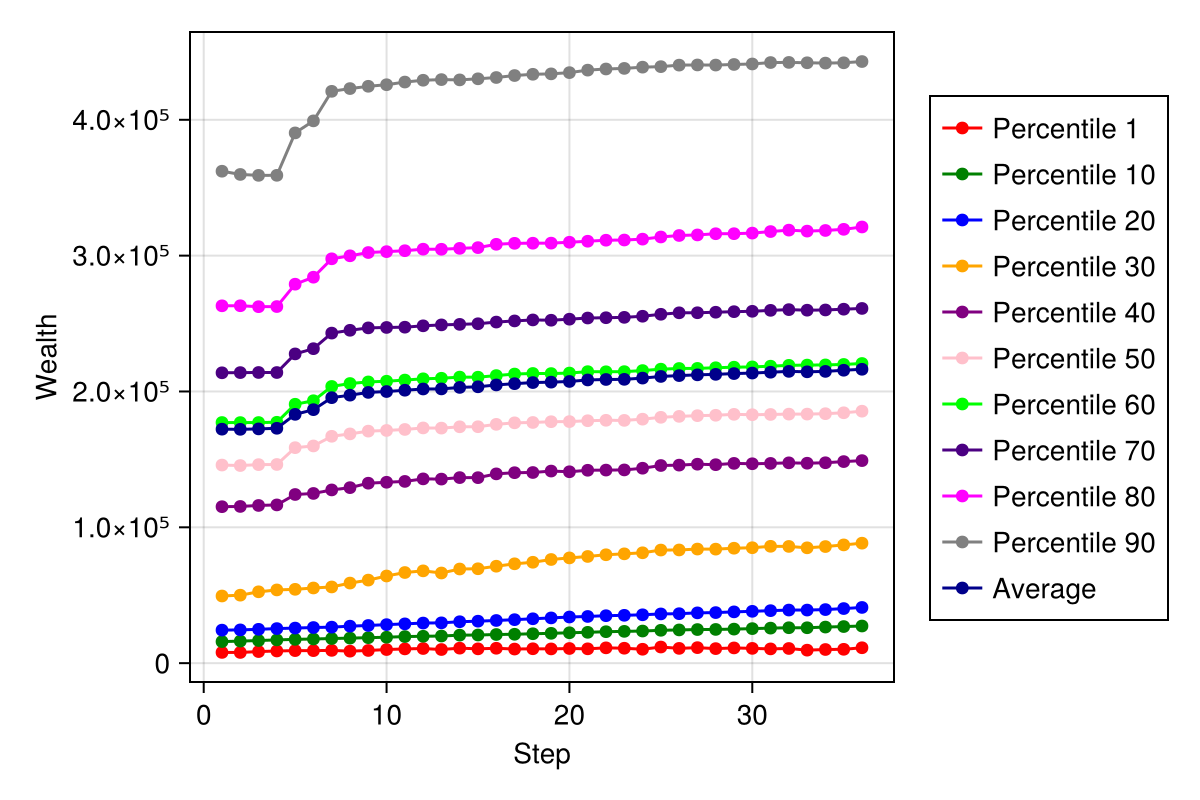 Wealth
4.0×10⁵
3.0×10⁵
2.0×10⁵
1.0×10⁵
0
0 10 20 30
Step
Percentile 1
Percentile 10
Percentile 20
Percentile 30
Percentile 40
Percentile 50
Percentile 60
Percentile 70
Percentile 80
Percentile 90
Average